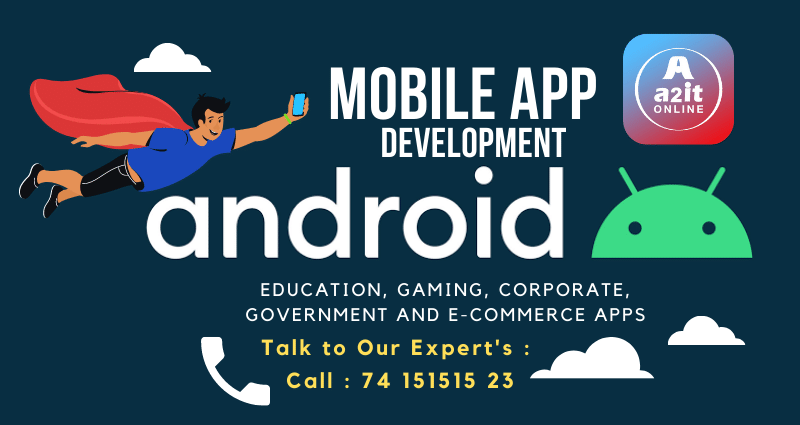 MOBILE APP
DEVELOPMENT
android
A
a2it
ONLINE
EDUCATION, GAMING, CORPORATE,
GOVERNMENT AND E-COMMERCE APPS
Talk to Our Expert's :
Call : 74 151515 23